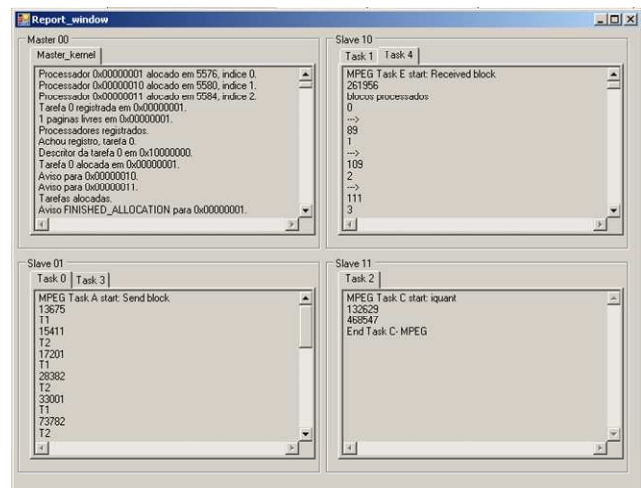 Report_window
Master 00
Master_kernel
Processador 0x00000001 alocado em 5576, indice 0.
Processador 0x00000010 alocado em 5580, indice 1.
Processador 0x00000011 alocado em 5584, indice 2.
Tarefa 0 registrada em 0x00000001.
1 paginas livres em 0x00000001.
Processadores registrados.
Achou registro, tarefa 0.
Descritor da tarefa 0 em 0x10000000.
Tarefa 0 alocada em 0x00000001.
Aviso para 0x00000010.
Aviso para 0x00000011.
Tarefas alocadas.
Aviso FINISHED_ALLOCATION para 0x00000001.
Slave 10
Task 1 Task 4
MPEG Task E start: Received block
261956
blocos processados
0
--->
89
1
--->
109
2
--->
111
3
Slave 01
Task 0 Task 3
MPEG Task A start: Send block
13675
T1
15411
T2
17201
T1
28382
T2
33001
T1
73782
T2
Slave 11
Task 2
MPEG Task C start: iquant
132629
468547
End Task C- MPEG